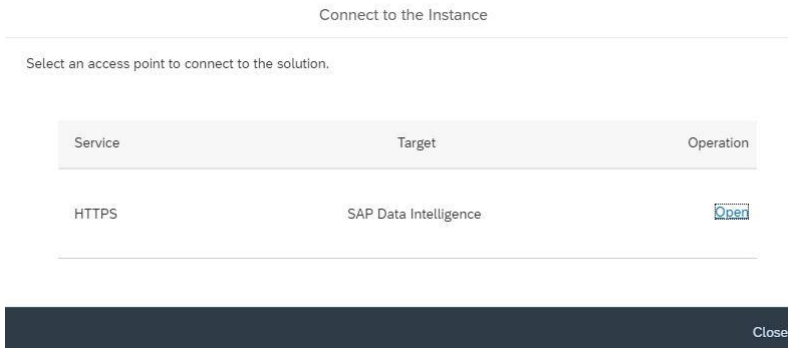 Connect to the Instance
Select an access point to connect to the solution.
Service Target Operation
HTTPS SAP Data Intelligence Open
Close